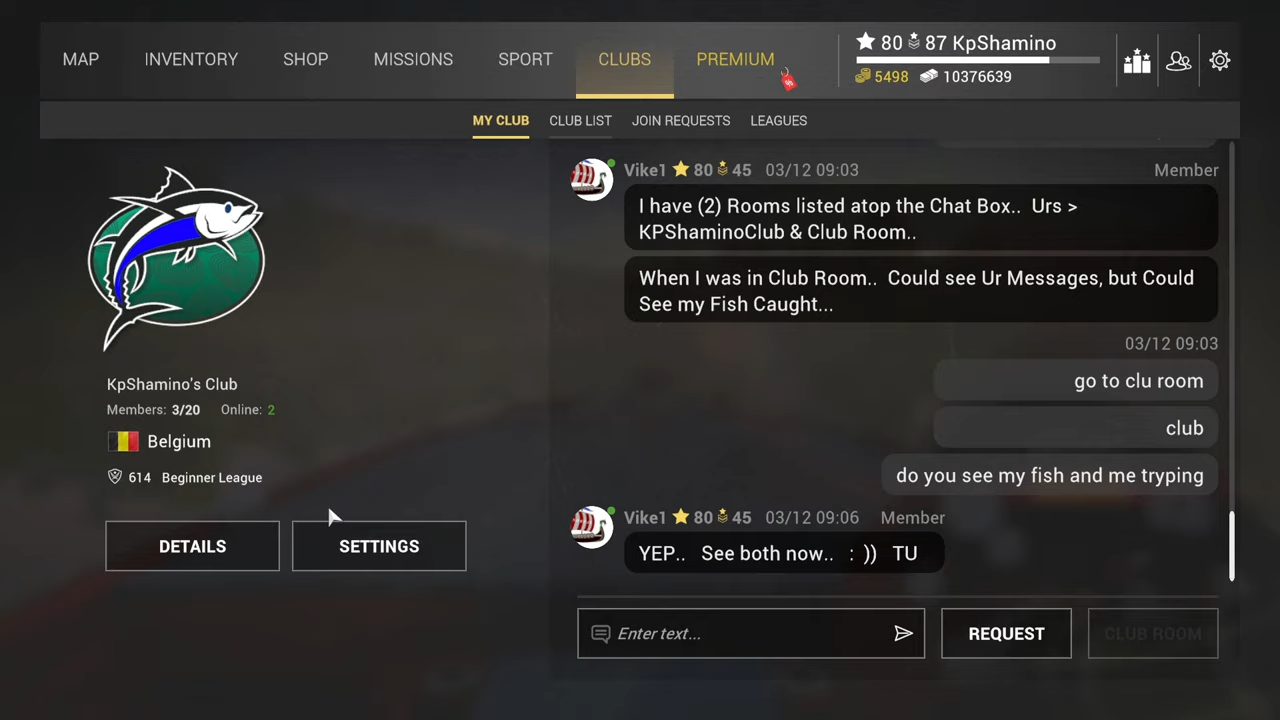 MAP INVENTORY SHOP MISSIONS SPORT CLUBS PREMIUM
80 87 KpShamino
5498 10376639
MY CLUB CLUB LIST JOIN REQUESTS LEAGUES
KpShamino's Club
Members: 3/20 Online: 2
Belgium
614 Beginner League
DETAILS SETTINGS
Vike1 80 45 03/12 09:03 Member
I have (2) Rooms listed atop the Chat Box.. Urs >
KPShaminoClub & Club Room..
When I was in Club Room.. Could see Ur Messages, but Could
See my Fish Caught...
03/12 09:03
go to clu room
club
do you see my fish and me tryping
Vike1 80 45 03/12 09:06 Member
YEP.. See both now.. : )) TU
Enter text... REQUEST CLUB ROOM